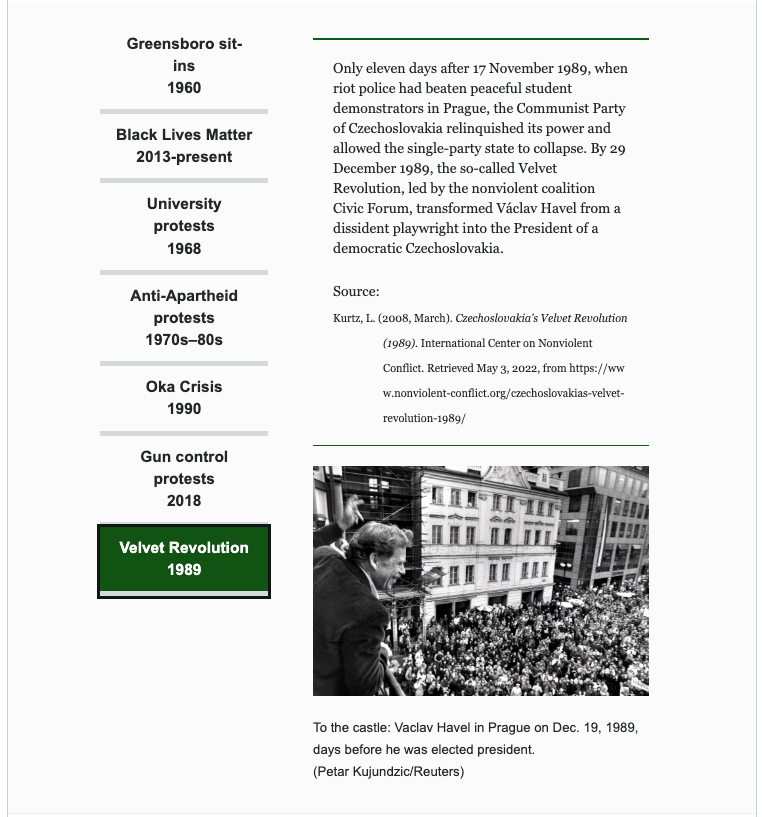 Greensboro sit-
ins
1960
Black Lives Matter
2013-present
University
protests
1968
Anti-Apartheid
protests
1970s–80s
Oka Crisis
1990
Gun control
protests
2018
Velvet Revolution
1989
Only eleven days after 17 November 1989, when
riot police had beaten peaceful student
demonstrators in Prague, the Communist Party
of Czechoslovakia relinquished its power and
allowed the single-party state to collapse. By 29
December 1989, the so-called Velvet
Revolution, led by the nonviolent coalition
Civic Forum, transformed Václav Havel from a
dissident playwright into the President of a
democratic Czechoslovakia.
Source:
Kurtz, L. (2008, March). Czechoslovakia's Velvet Revolution
(1989). International Center on Nonviolent
Conflict. Retrieved May 3, 2022, from https://ww
w.nonviolent-conflict.org/czechoslovakias-velvet-
revolution-1989/
To the castle: Vaclav Havel in Prague on Dec. 19, 1989,
days before he was elected president.
(Petar Kujundzic/Reuters)